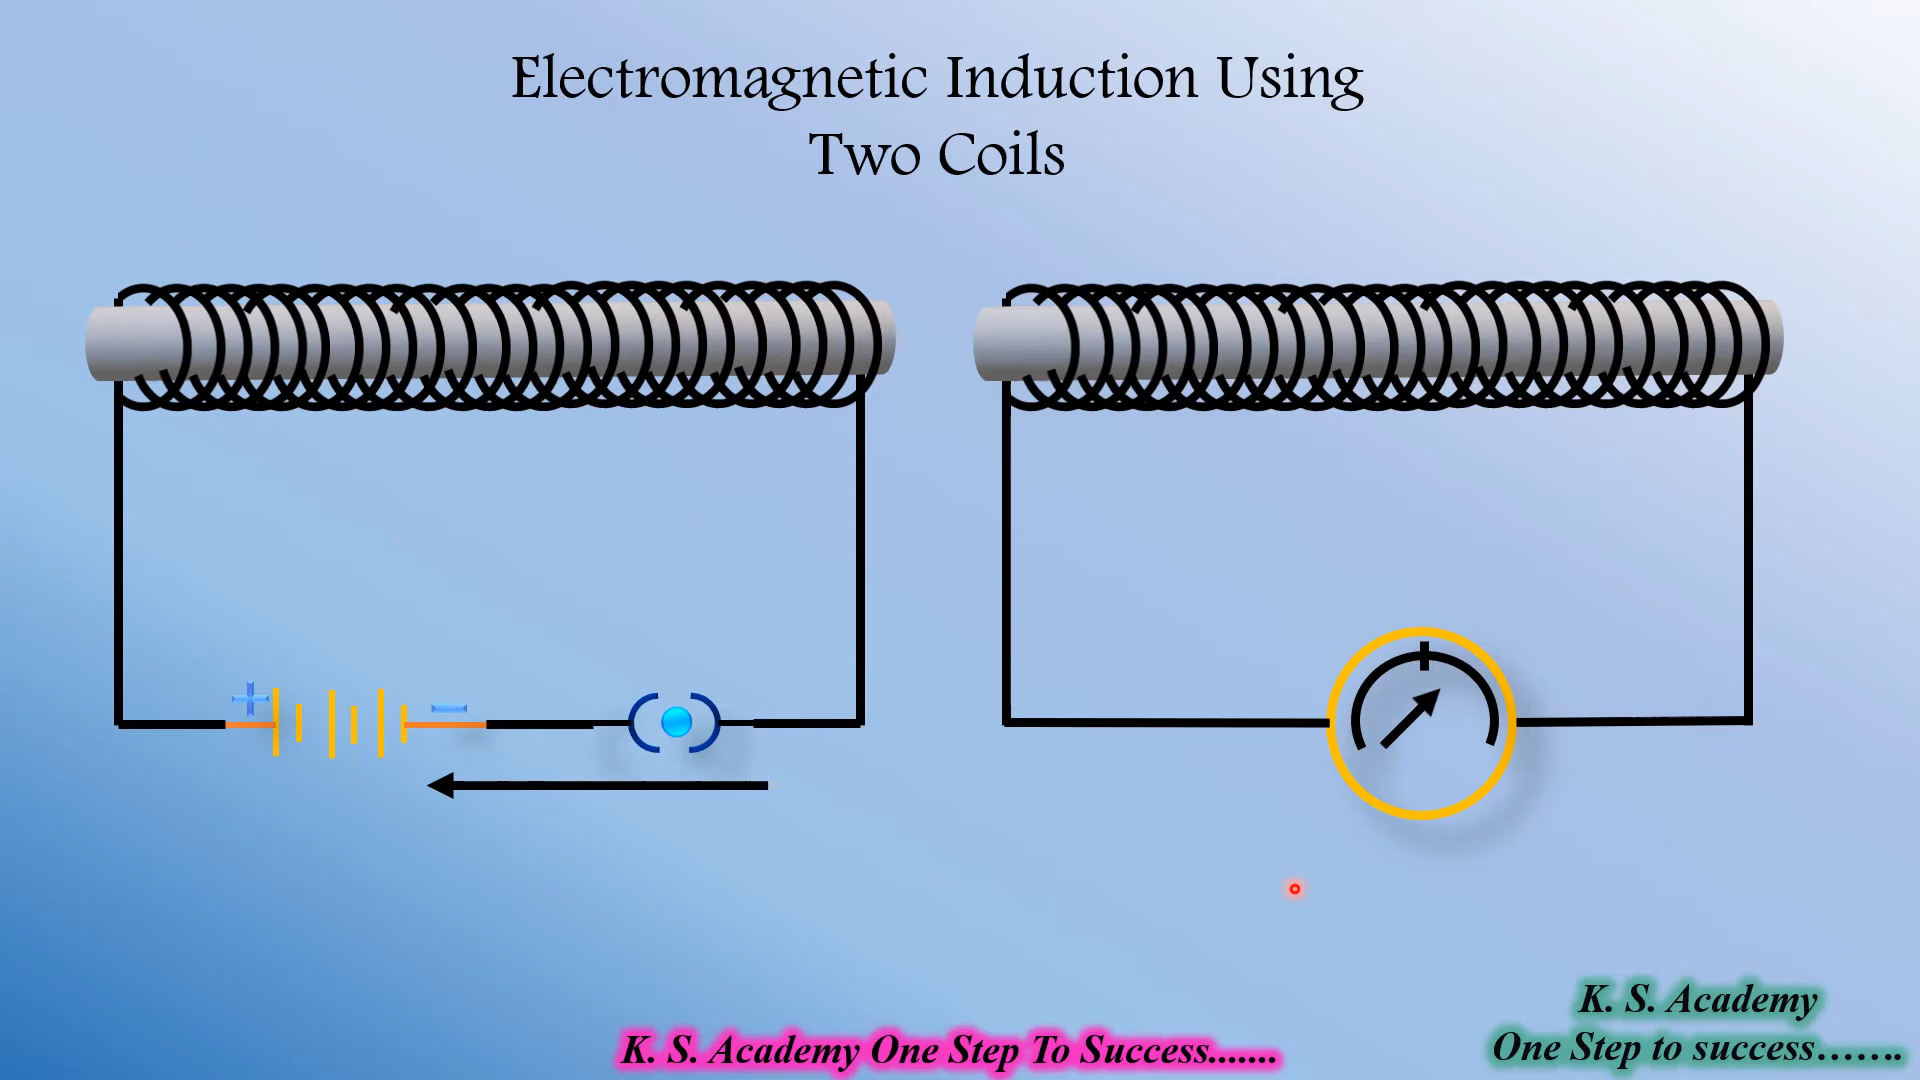 Electromagnetic Induction Using
Two Coils
+
–
K. S. Academy
One Step to success.......
K. S. Academy One Step To Success.......